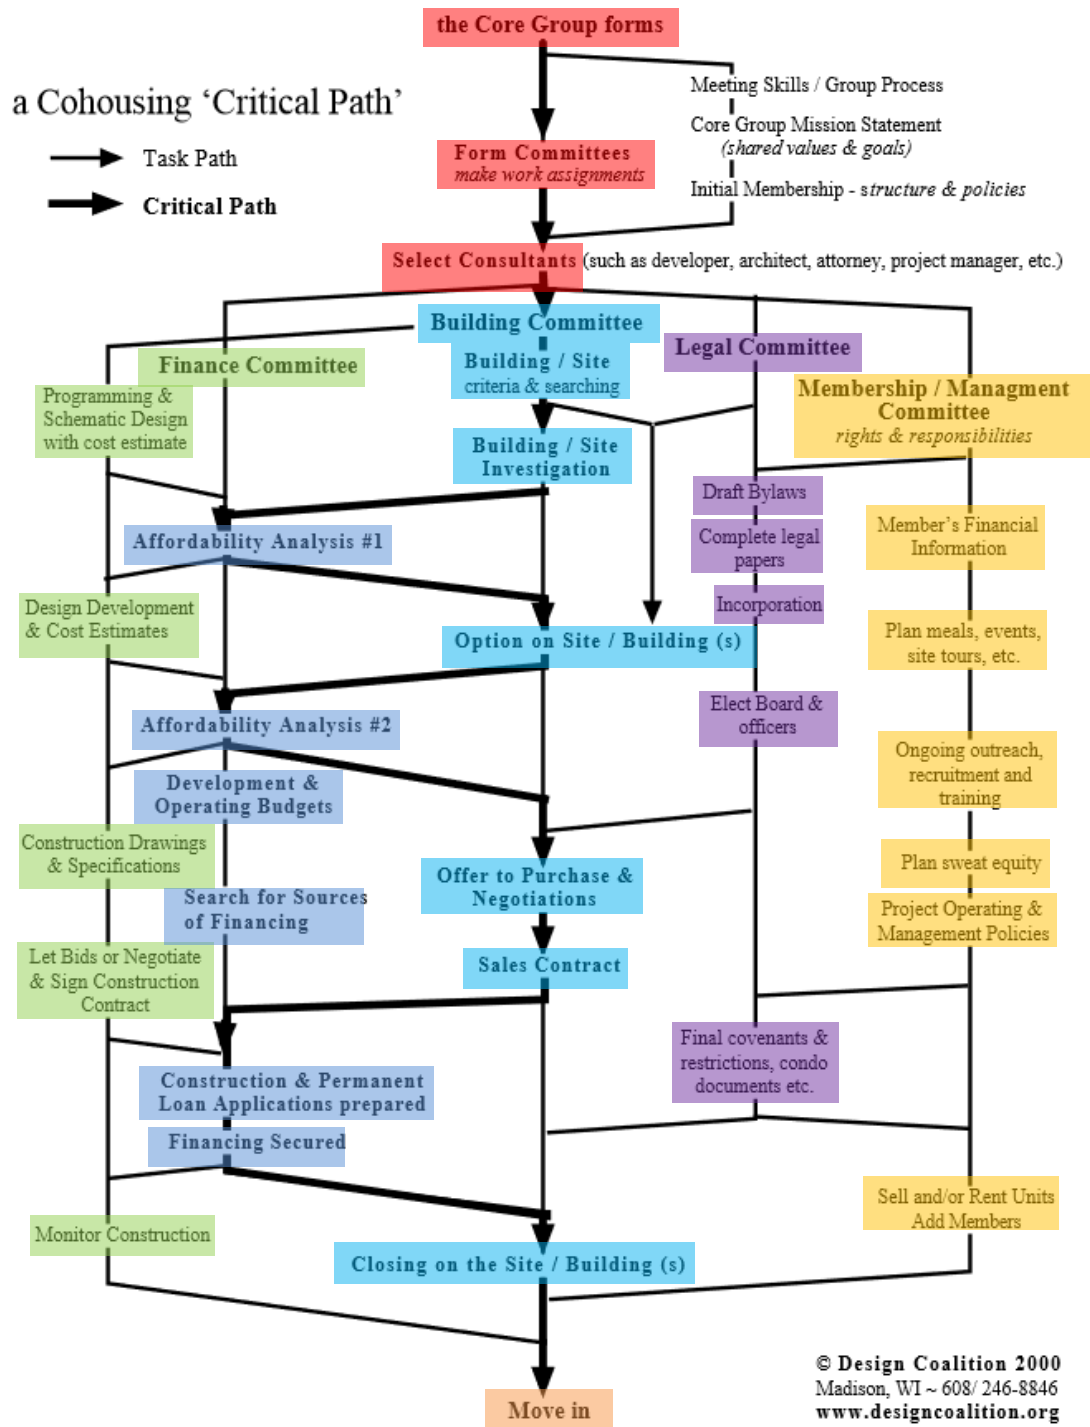 the Core Group forms
a Cohousing ‘Critical Path’
Task Path
Critical Path
Meeting Skills / Group Process
Core Group Mission Statement
(shared values & goals)
Initial Membership - structure & policies
Form Committees
make work assignments
Select Consultants (such as developer, architect, attorney, project manager, etc.)
Building Committee
Finance Committee
Building / Site
criteria & searching
Legal Committee
Membership / Managment
Committee
rights & responsibilities
Programming &
Schematic Design
with cost estimate
Building / Site
Investigation
Draft Bylaws
Complete legal
papers
Incorporation
Member’s Financial
Information
Affordability Analysis #1
Design Development
& Cost Estimates
Option on Site / Building (s)
Plan meals, events,
site tours, etc.
Elect Board &
officers
Affordability Analysis #2
Development &
Operating Budgets
Ongoing outreach,
recruitment and
training
Construction Drawings
& Specifications
Offer to Purchase &
Negotiations
Plan sweat equity
Search for Sources
of Financing
Project Operating &
Management Policies
Let Bids or Negotiate
& Sign Construction
Contract
Sales Contract
Final covenants &
restrictions, condo
documents etc.
Construction & Permanent
Loan Applications prepared
Financing Secured
Sell and/or Rent Units
Add Members
Monitor Construction
Closing on the Site / Building (s)
Move in
© Design Coalition 2000
Madison, WI ~ 608/ 246-8846
www.designcoalition.org